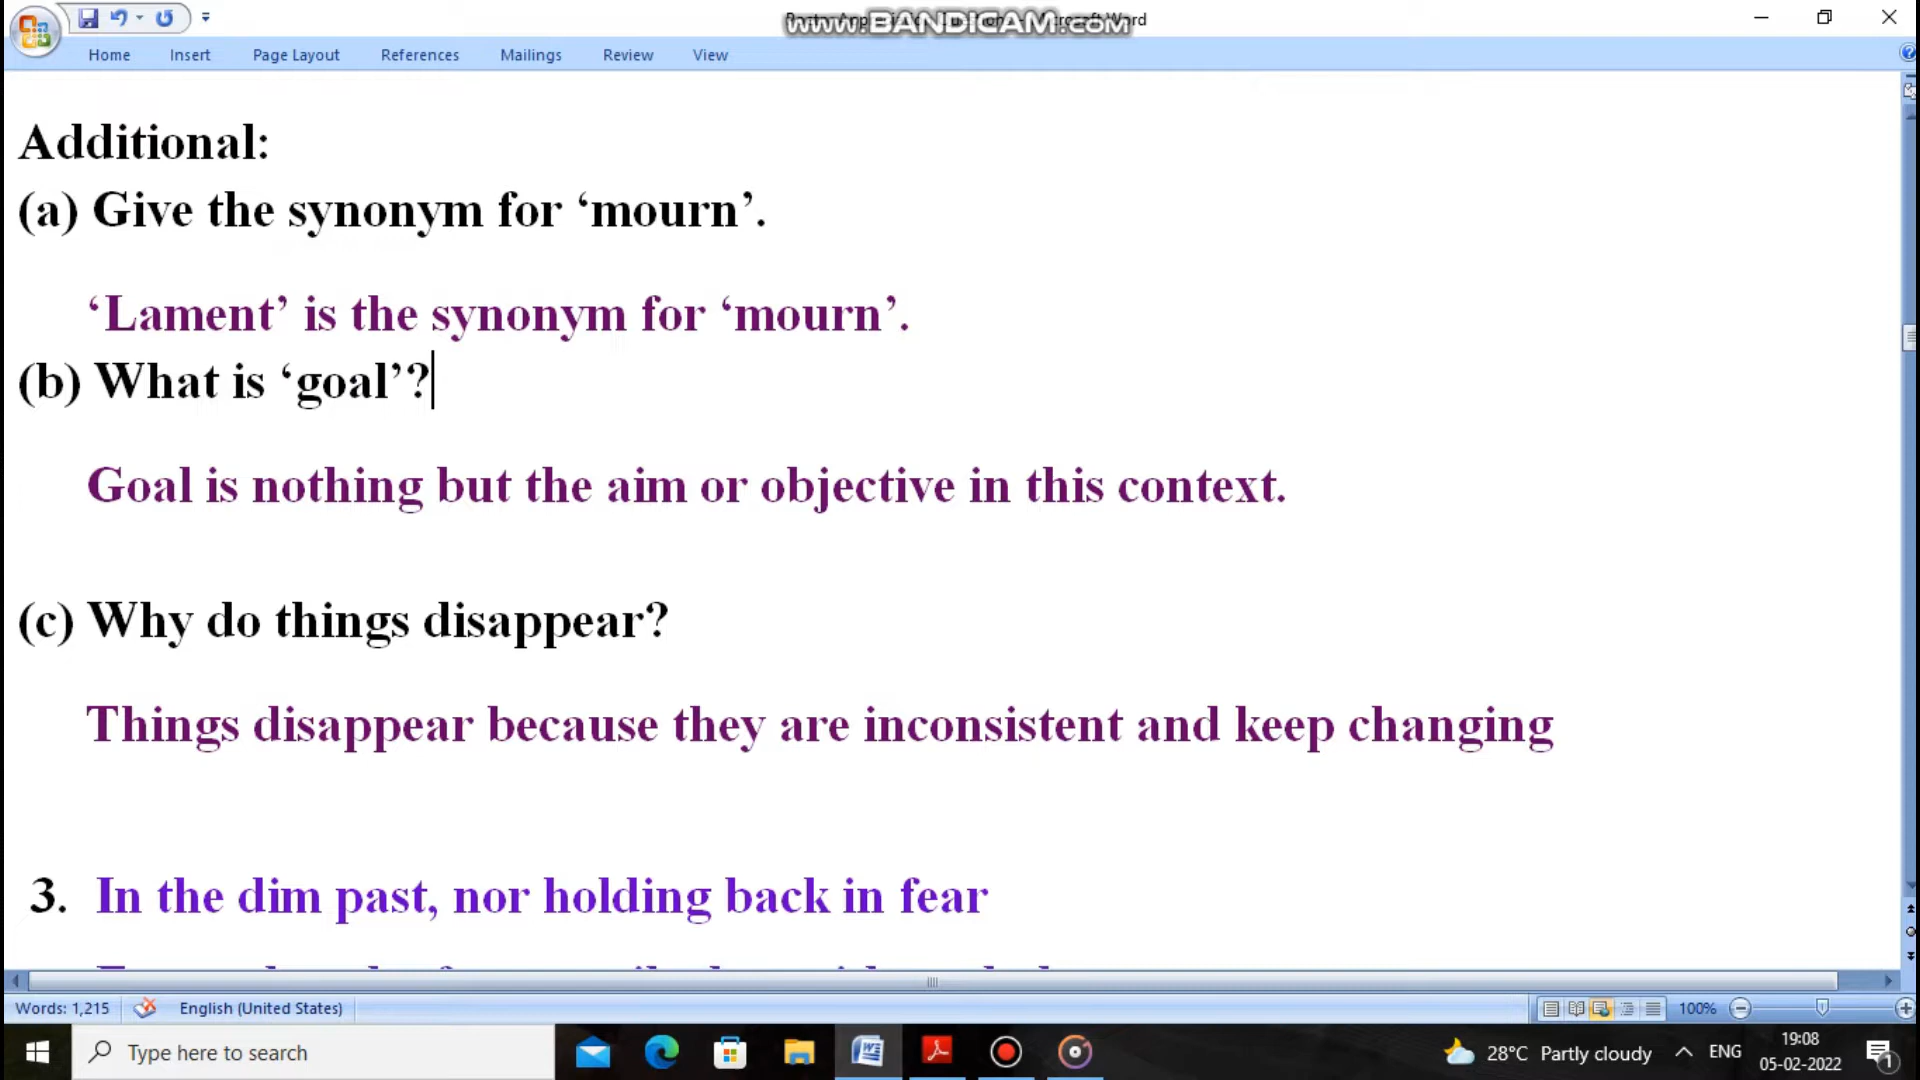 www.BANDICAM.com
Microsoft Word
Home Insert Page Layout References Mailings Review View
Additional:
(a) Give the synonym for ‘mourn’.
‘Lament’ is the synonym for ‘mourn’.
(b) What is ‘goal’?
Goal is nothing but the aim or objective in this context.
(c) Why do things disappear?
Things disappear because they are inconsistent and keep changing
3. In the dim past, nor holding back in fear
Words: 1,215 English (United States) 100%
Type here to search 28°C Partly cloudy ENG 19:08
05-02-2022 1